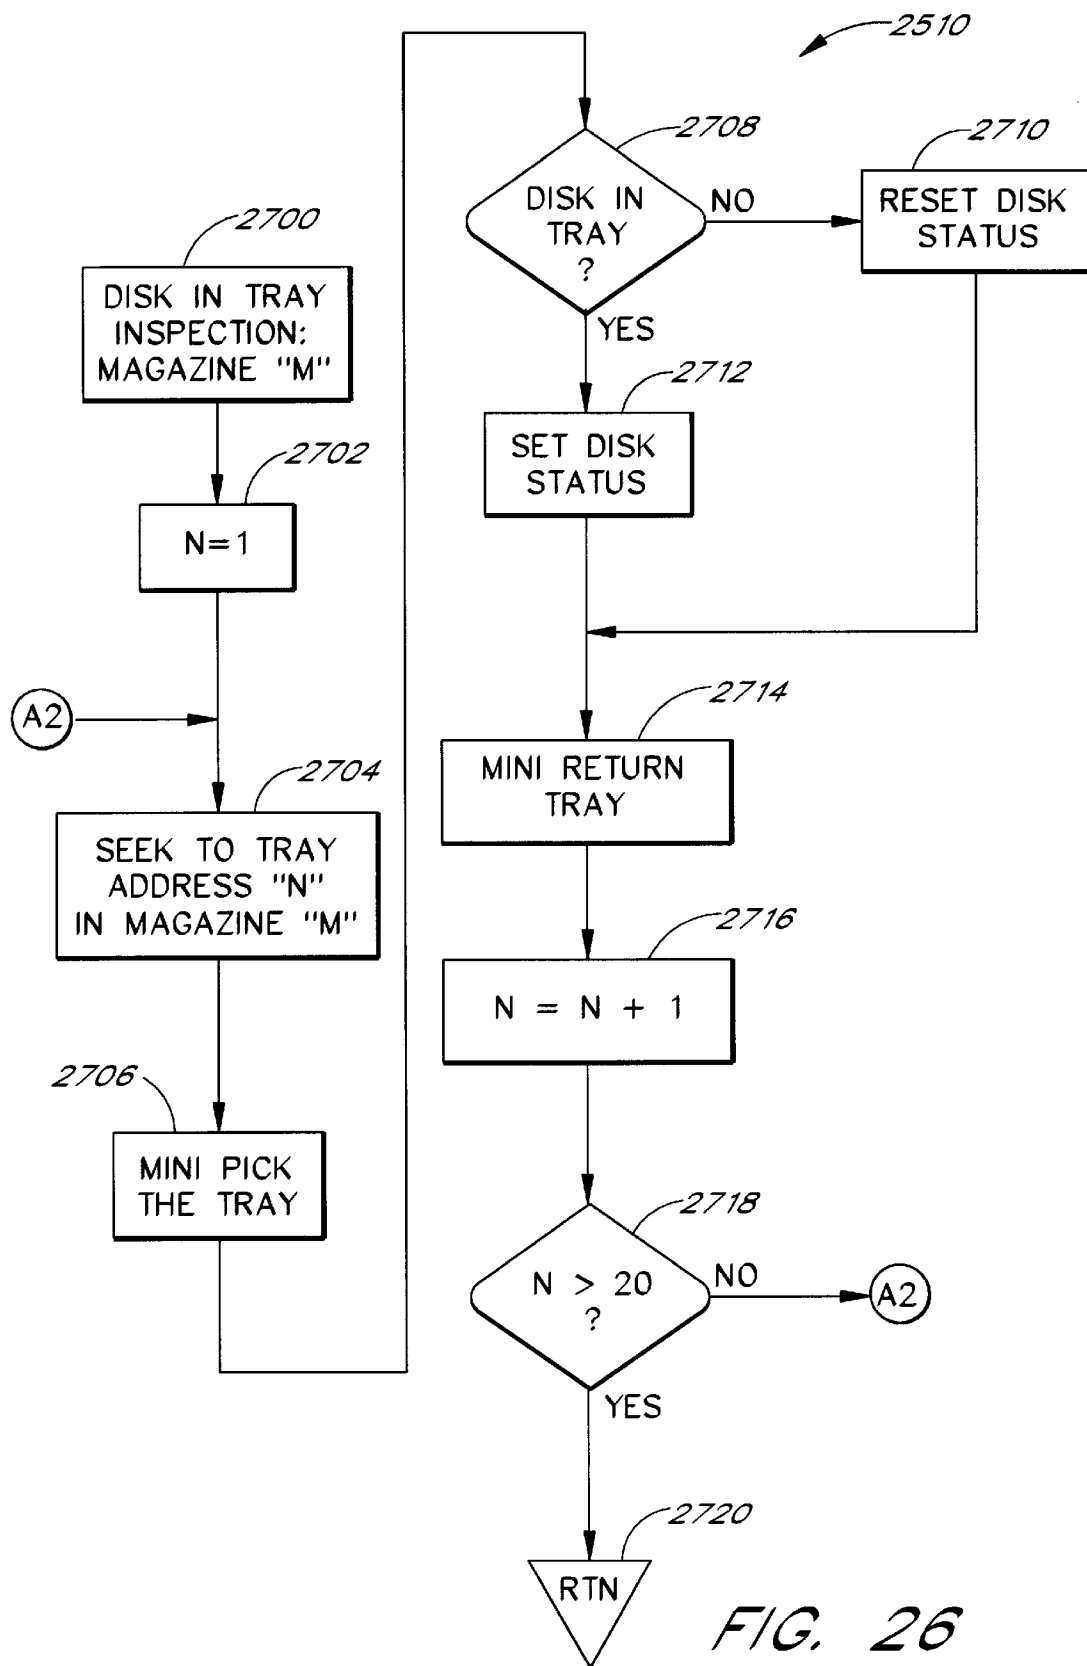 2510
2700
DISK IN TRAY
INSPECTION:
MAGAZINE "M"
2702
N=1
A2
2704
SEEK TO TRAY
ADDRESS "N"
IN MAGAZINE "M"
2706
MINI PICK
THE TRAY
2708
DISK IN
TRAY
?
NO
YES
2710
RESET DISK
STATUS
2712
SET DISK
STATUS
2714
MINI RETURN
TRAY
2716
N = N + 1
2718
N > 20
?
NO
A2
YES
2720
RTN
FIG. 26